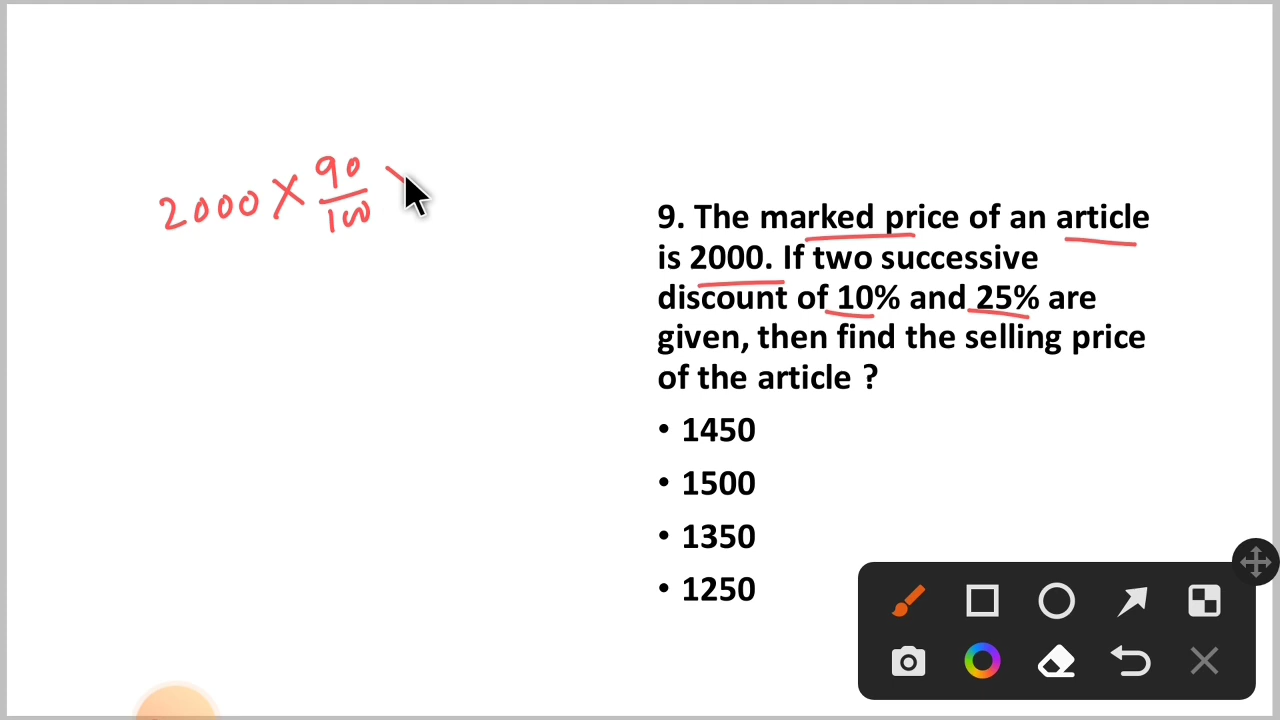 2000 × 90/100 ×
9. The marked price of an article
is 2000. If two successive
discount of 10% and 25% are
given, then find the selling price
of the article ?
• 1450
• 1500
• 1350
• 1250